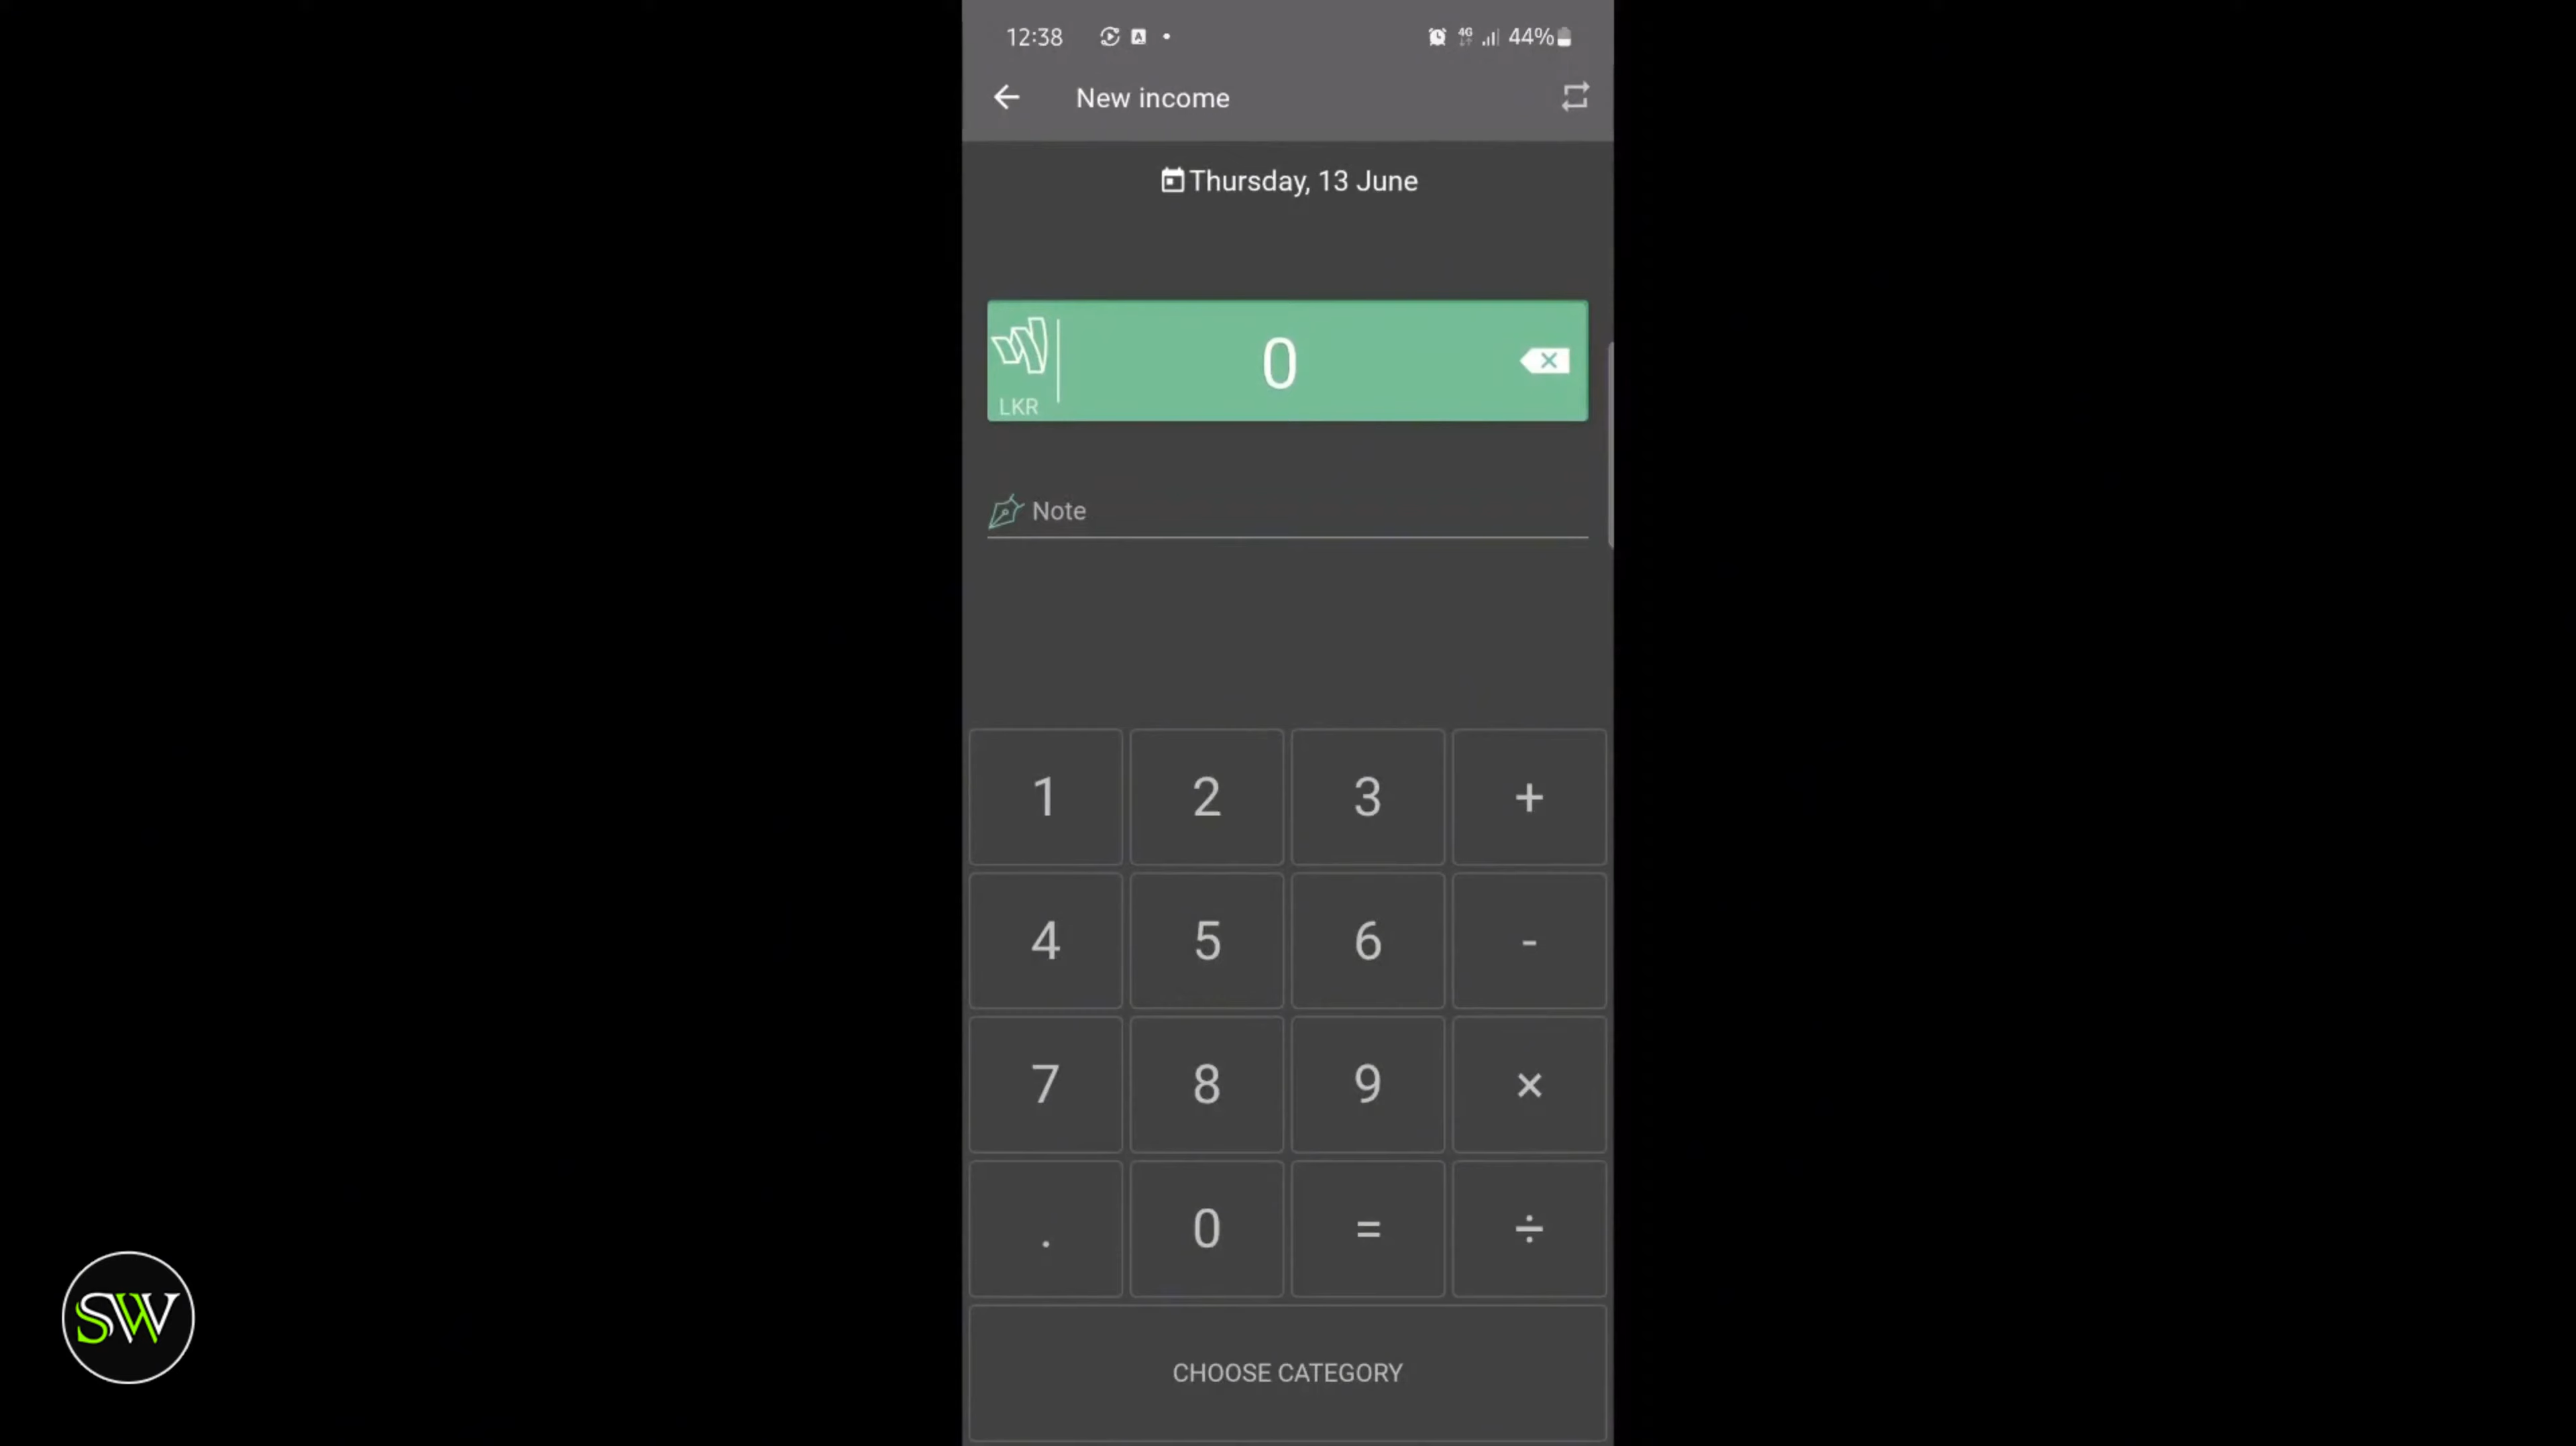 12:38 4G 44%
New income
Thursday, 13 June
0
LKR
Note
1 2 3 +
4 5 6 -
7 8 9 ×
. 0 = ÷
CHOOSE CATEGORY
SW